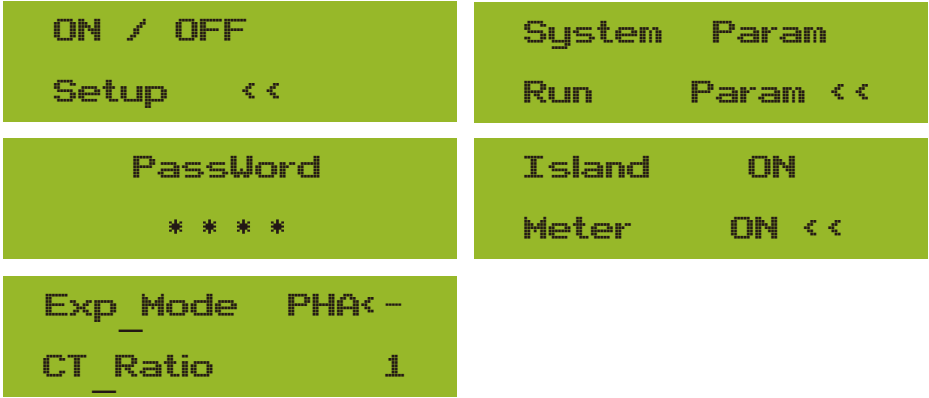 ON / OFF
Setup <<
System Param
Run Param <<
PassWord
* * * *
Island ON
Meter ON <<
Exp_Mode PHA<-
CT_Ratio 1